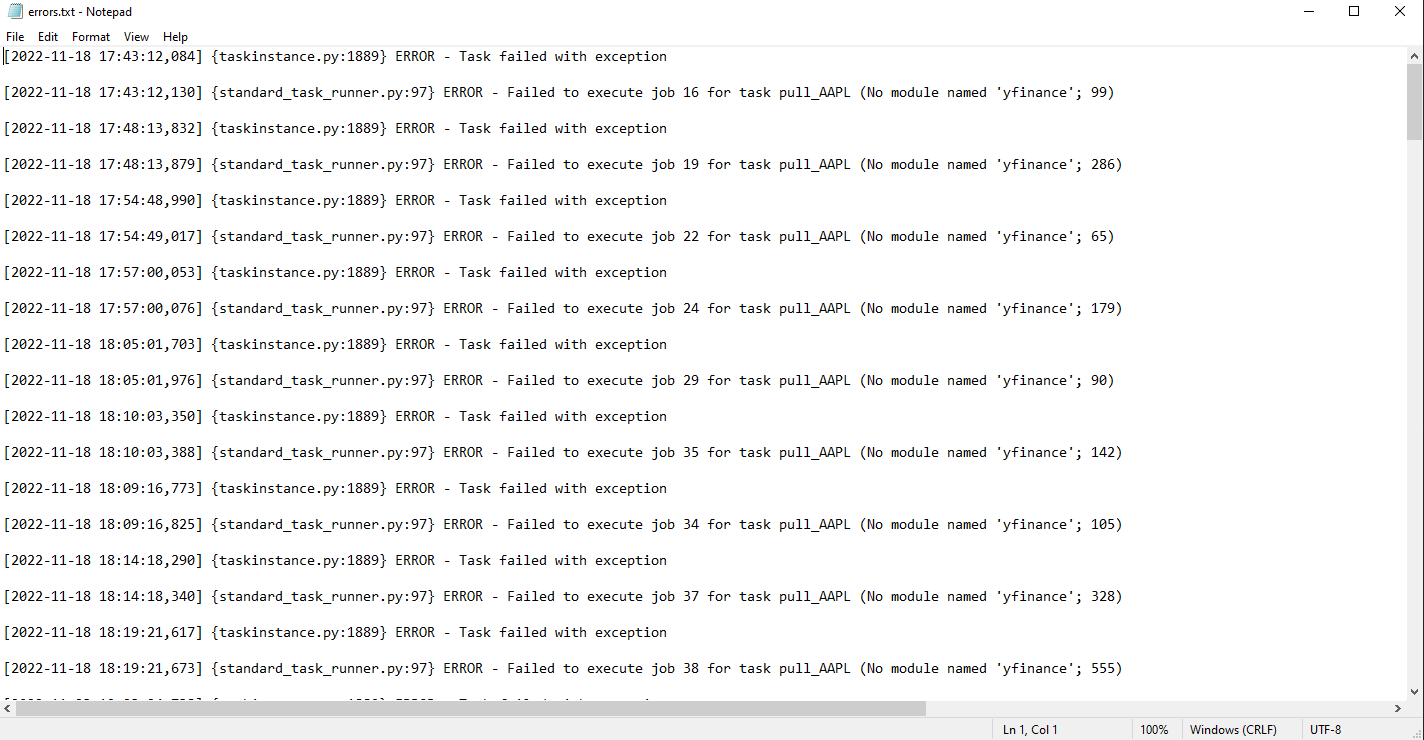 errors.txt - Notepad
File Edit Format View Help
[2022-11-18 17:43:12,084] {taskinstance.py:1889} ERROR - Task failed with exception
[2022-11-18 17:43:12,130] {standard_task_runner.py:97} ERROR - Failed to execute job 16 for task pull_AAPL (No module named 'yfinance'; 99)
[2022-11-18 17:48:13,832] {taskinstance.py:1889} ERROR - Task failed with exception
[2022-11-18 17:48:13,879] {standard_task_runner.py:97} ERROR - Failed to execute job 19 for task pull_AAPL (No module named 'yfinance'; 286)
[2022-11-18 17:54:48,990] {taskinstance.py:1889} ERROR - Task failed with exception
[2022-11-18 17:54:49,017] {standard_task_runner.py:97} ERROR - Failed to execute job 22 for task pull_AAPL (No module named 'yfinance'; 65)
[2022-11-18 17:57:00,053] {taskinstance.py:1889} ERROR - Task failed with exception
[2022-11-18 17:57:00,076] {standard_task_runner.py:97} ERROR - Failed to execute job 24 for task pull_AAPL (No module named 'yfinance'; 179)
[2022-11-18 18:05:01,703] {taskinstance.py:1889} ERROR - Task failed with exception
[2022-11-18 18:05:01,976] {standard_task_runner.py:97} ERROR - Failed to execute job 29 for task pull_AAPL (No module named 'yfinance'; 90)
[2022-11-18 18:10:03,350] {taskinstance.py:1889} ERROR - Task failed with exception
[2022-11-18 18:10:03,388] {standard_task_runner.py:97} ERROR - Failed to execute job 35 for task pull_AAPL (No module named 'yfinance'; 142)
[2022-11-18 18:09:16,773] {taskinstance.py:1889} ERROR - Task failed with exception
[2022-11-18 18:09:16,825] {standard_task_runner.py:97} ERROR - Failed to execute job 34 for task pull_AAPL (No module named 'yfinance'; 105)
[2022-11-18 18:14:18,290] {taskinstance.py:1889} ERROR - Task failed with exception
[2022-11-18 18:14:18,340] {standard_task_runner.py:97} ERROR - Failed to execute job 37 for task pull_AAPL (No module named 'yfinance'; 328)
[2022-11-18 18:19:21,617] {taskinstance.py:1889} ERROR - Task failed with exception
[2022-11-18 18:19:21,673] {standard_task_runner.py:97} ERROR - Failed to execute job 38 for task pull_AAPL (No module named 'yfinance'; 555)
Ln 1, Col 1 100% Windows (CRLF) UTF-8